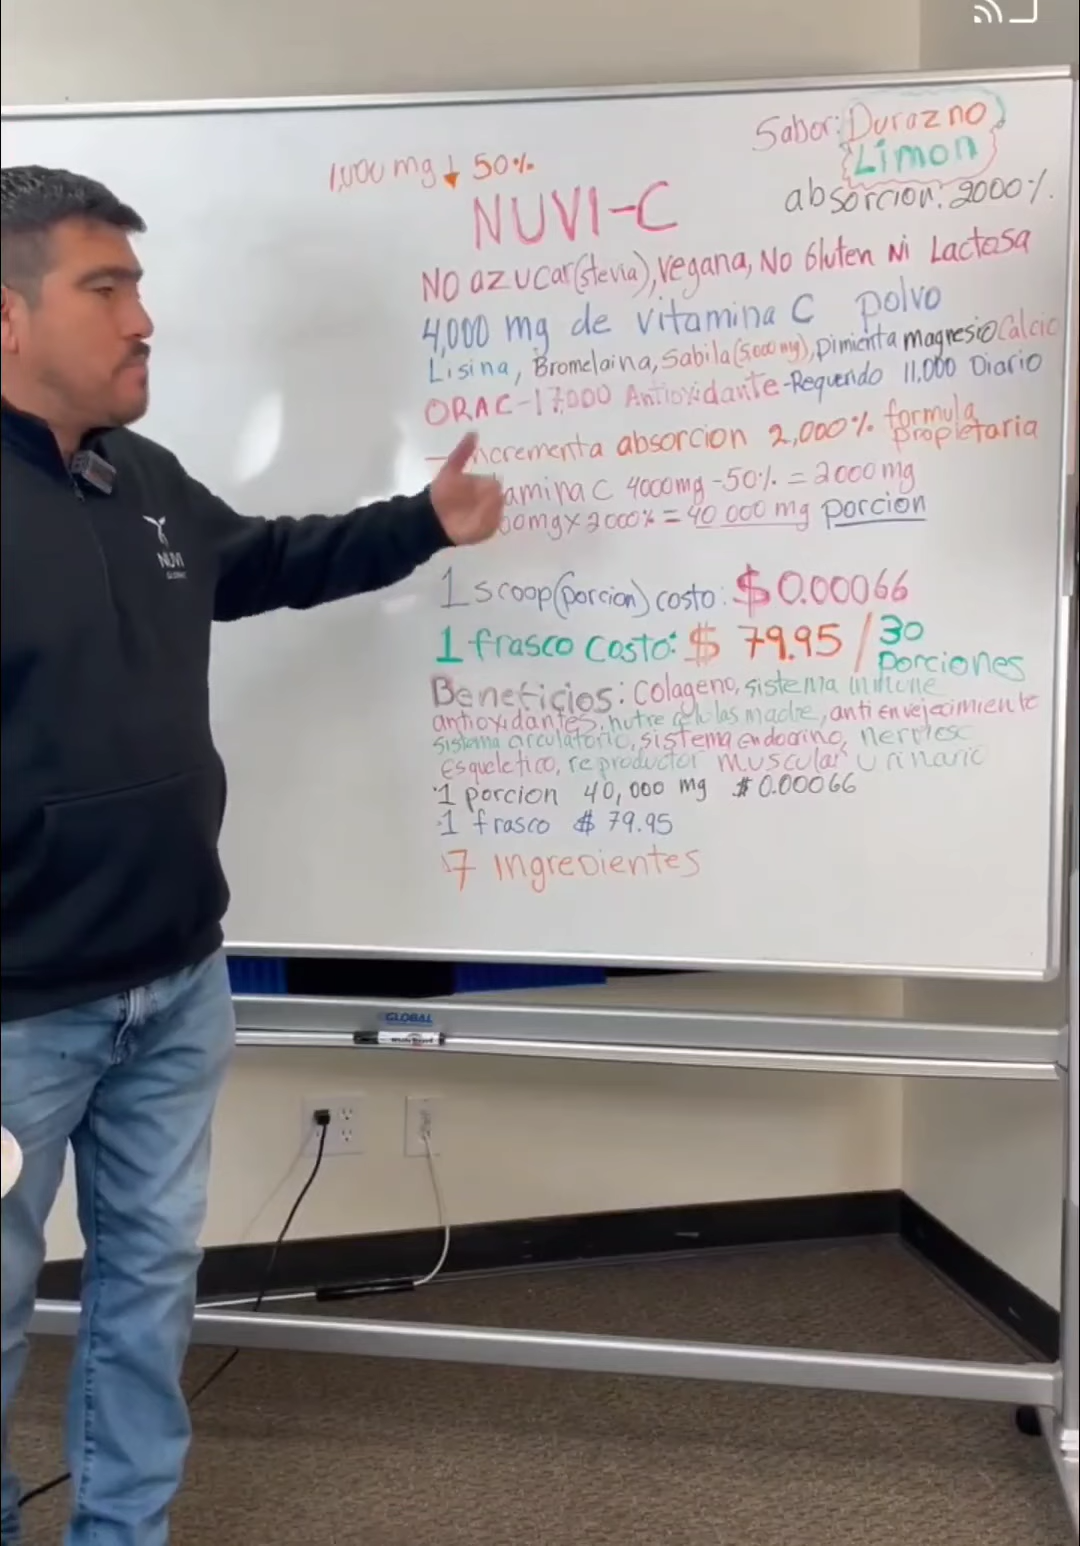 Sabor: Durazno
Limon
1,000 mg ↓ 50%
absorcion: 2000%.
NUVI-C
NO azucar(stevia), vegana, No Gluten Ni Lactosa
4,000 mg de vitamina C polvo
Lisina, Bromelaina, Sabila(5,000 mg), pimienta magnesio Calcio
ORAC-17,000 Antioxidante-Requerido 11,000 Diario
incrementa absorcion 2,000% formula propietaria
amina C 4000mg -50% = 2000mg
00mg x 2000% = 40 000 mg porcion
1 scoop(porcion) costo: $0.00066
1 frasco costo: $ 79.95 / 30 porciones
Beneficios: Colageno, sistema inmune
antioxidantes, nutre celulas madre, anti envejecimiento
sistema circulatorio, sistema endocrino,
esqueletico, reproductor muscular urinario
1 porcion 40,000 mg $0.00066
1 frasco $ 79.95
7 Ingredientes
NUVI
GLOBAL
GLOBAL